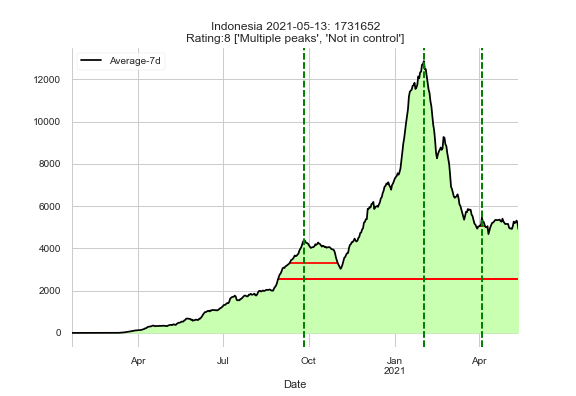 Indonesia 2021-05-13: 1731652
Rating:8 ['Multiple peaks', 'Not in control']
Average-7d
12000
10000
8000
6000
4000
2000
0
Apr Jul Oct Jan Apr
2021
Date